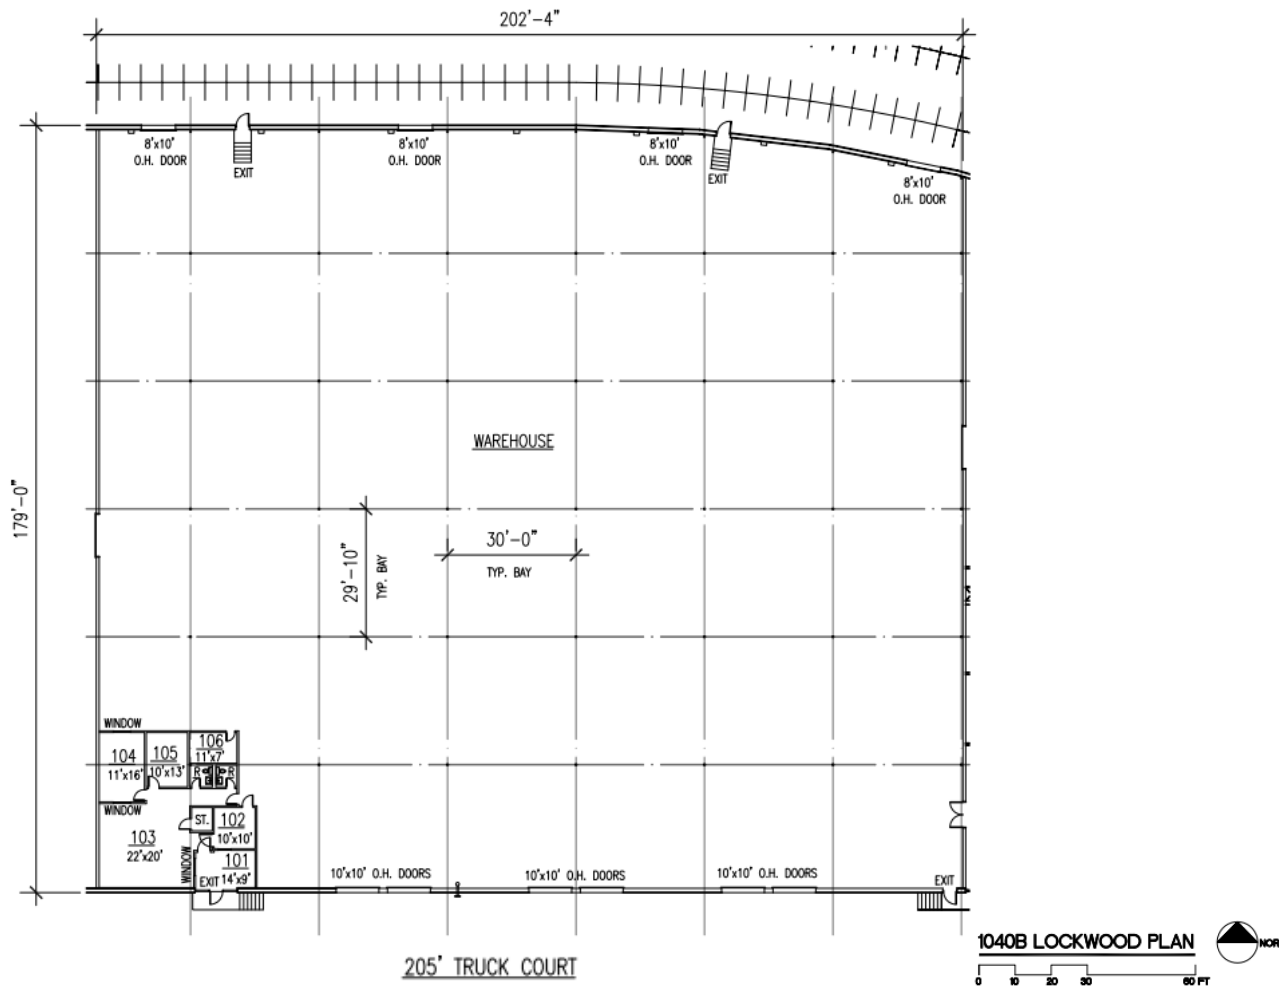 202'-4"
8'x10'
O.H. DOOR
EXIT
8'x10'
O.H. DOOR
8'x10'
O.H. DOOR
EXIT
8'x10'
O.H. DOOR
WAREHOUSE
179'-0"
30'-0"
TYP. BAY
29'-10"
TYP. BAY
WINDOW
104
11'x16'
105
10'x13'
106
11'x7'
R
R
WINDOW
103
22'x20'
ST.
102
10'x10'
WINDOW
101
14'x9'
EXIT
10'x10' O.H. DOORS
10'x10' O.H. DOORS
10'x10' O.H. DOORS
EXIT
205' TRUCK COURT
1040B LOCKWOOD PLAN
NOR
0 10 20 30 60 FT